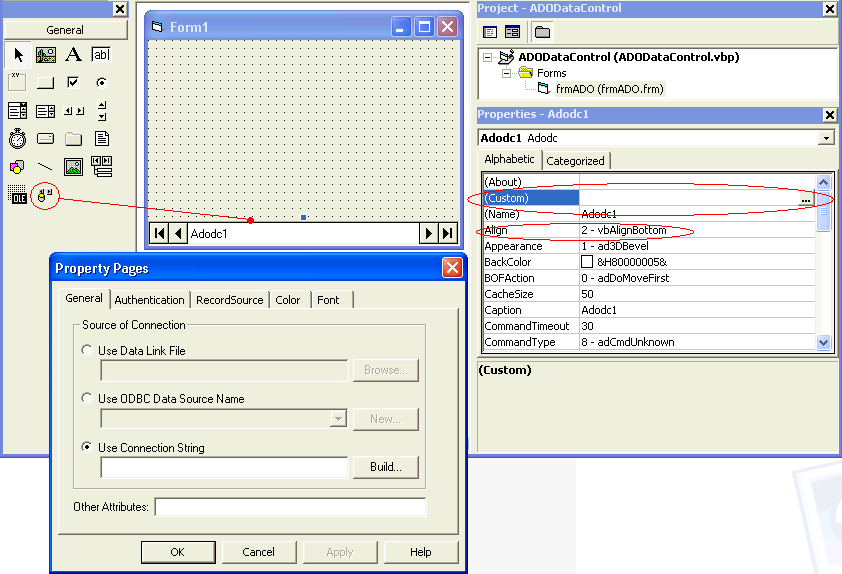 General
A
ab|
xy
OLE
Form1
Adodc1
Project - ADODataControl
ADODataControl (ADODataControl.vbp)
Forms
frmADO (frmADO.frm)
Properties - Adodc1
Adodc1 Adodc
Alphabetic Categorized
(About)
(Custom) ...
(Name) Adodc1
Align 2 - vbAlignBottom
Appearance 1 - ad3DBevel
BackColor &H80000005&
BOFAction 0 - adDoMoveFirst
CacheSize 50
Caption Adodc1
CommandTimeout 30
CommandType 8 - adCmdUnknown
(Custom)
Property Pages
General Authentication RecordSource Color Font
Source of Connection
Use Data Link File
Browse...
Use ODBC Data Source Name
New...
Use Connection String
Build...
Other Attributes:
OK Cancel Apply Help